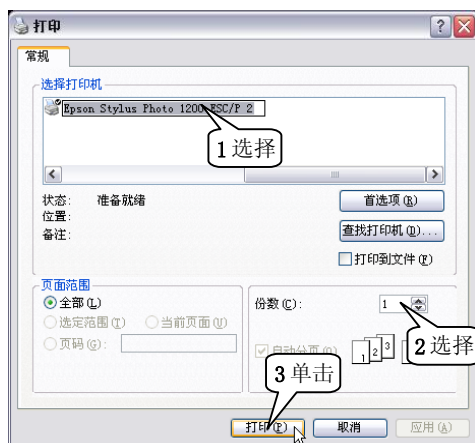 打印
常规
选择打印机
Epson Stylus Photo 1200 ESC/P 2
1选择
状态: 准备就绪
首选项(R)
位置:
备注:
查找打印机(D)...
打印到文件(F)
页面范围
全部(L)
份数(C): 1
选定范围(T) 当前页面(U)
2选择
页码(G):
自动分页(O)
1 2 3
3单击
打印(P) 取消 应用(A)